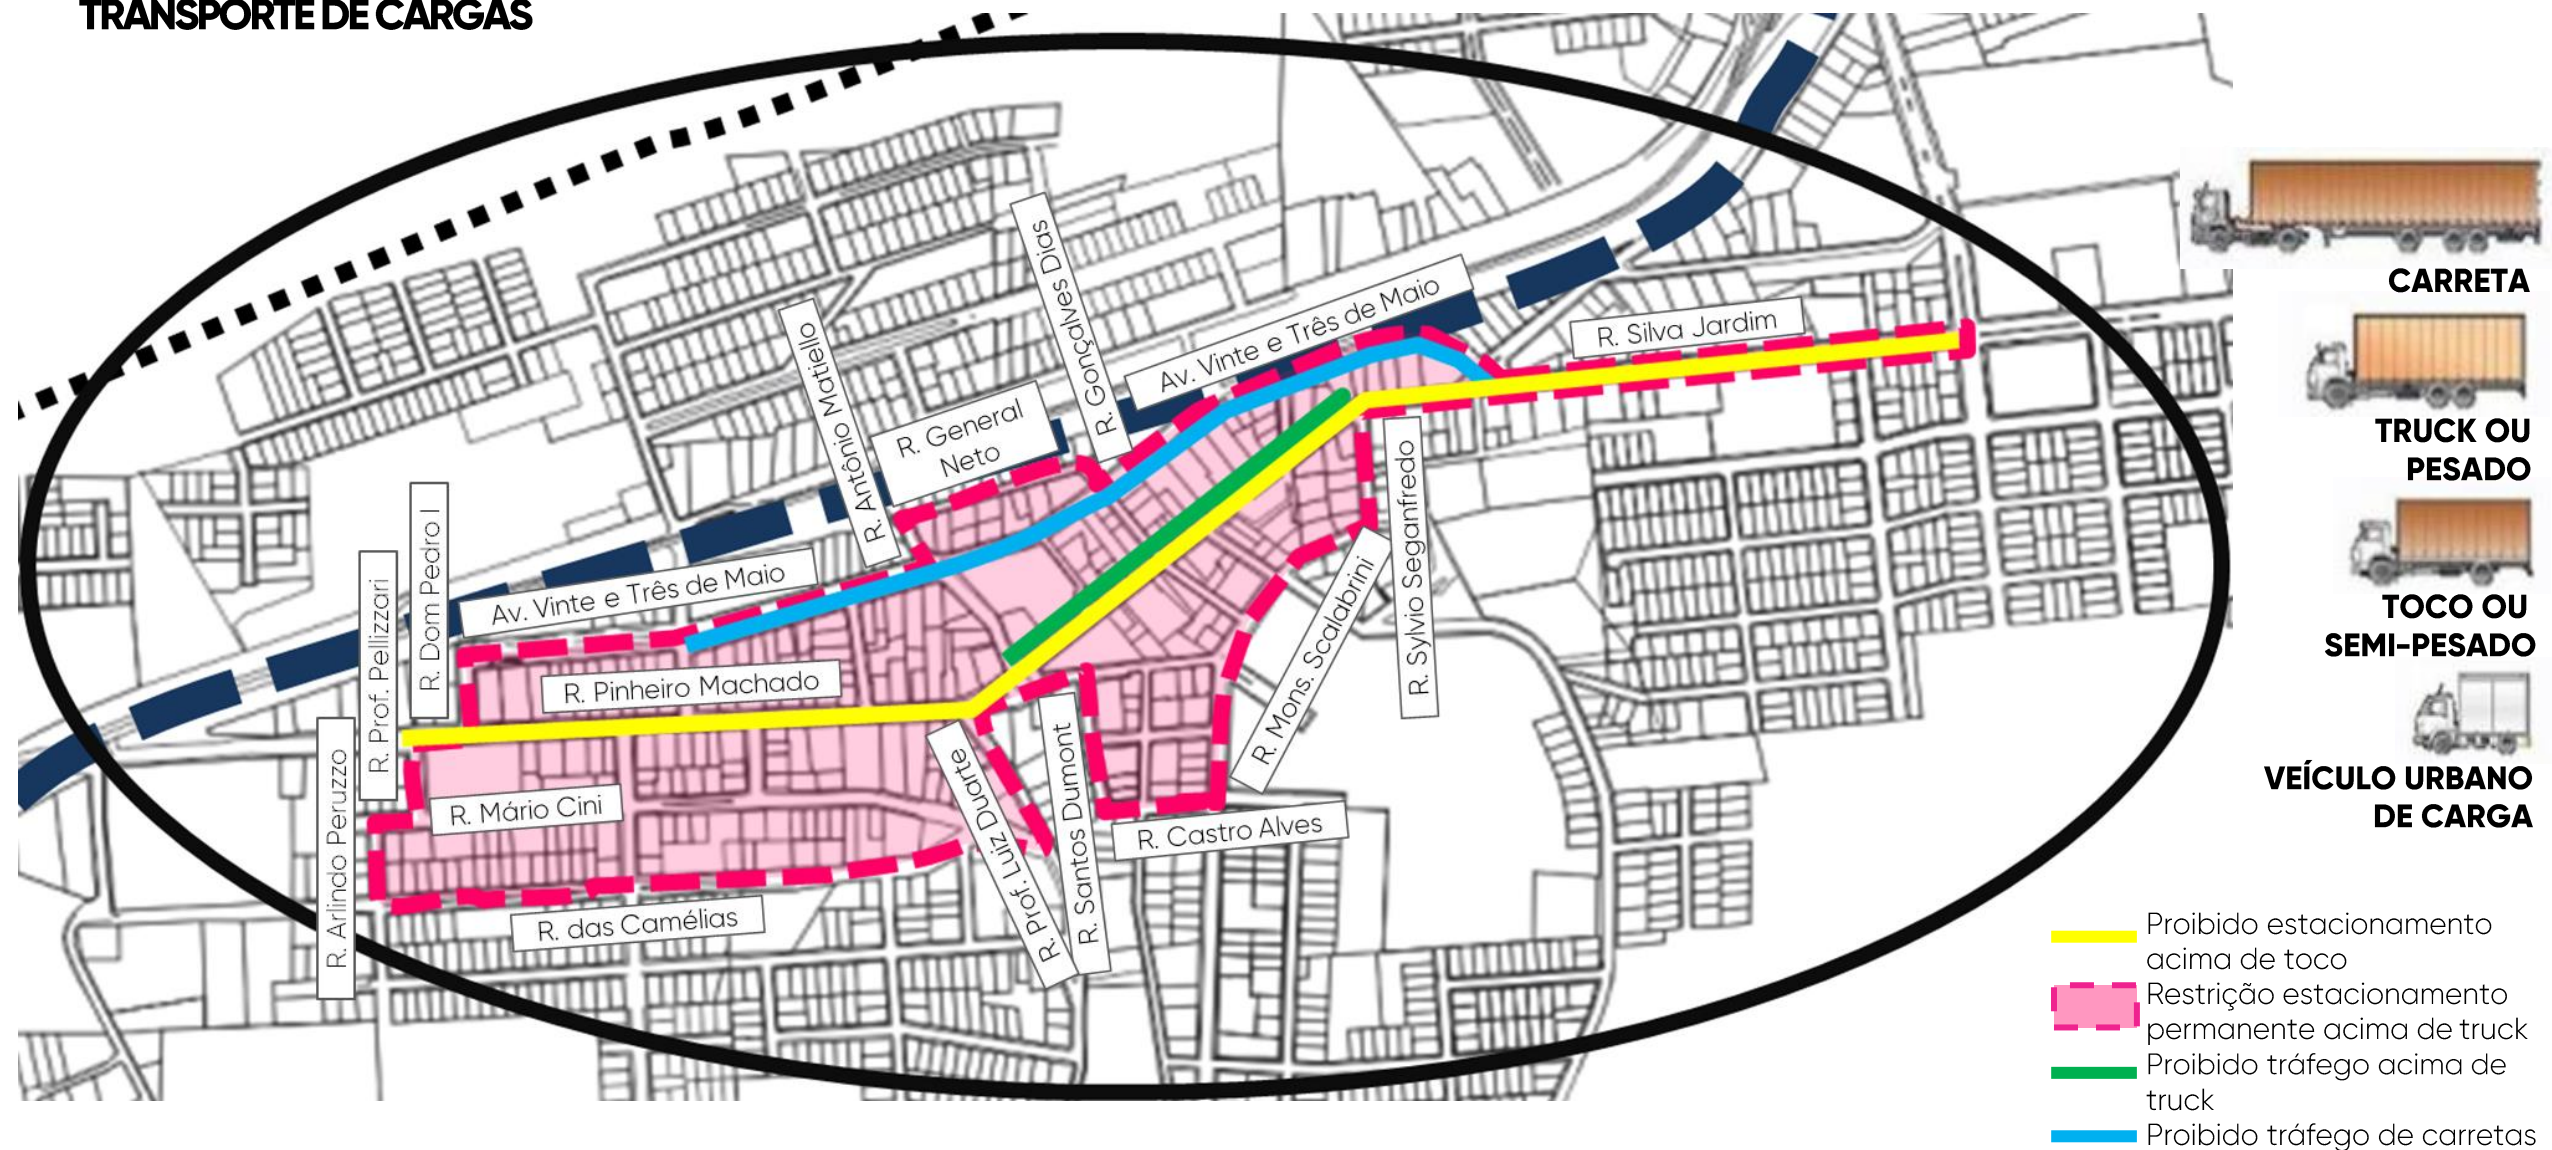 TRANSPORTE DE CARGAS
R. Gonçalves Dias
Av. Vinte e Três de Maio
R. Silva Jardim
R. Antônio Matiello
R. General
Neto
R. Sylvio Seganfredo
R. Dom Pedro I
R. Prof. Pellizzari
Av. Vinte e Três de Maio
R. Mons. Scalabrini
R. Pinheiro Machado
R. Arlindo Peruzzo
R. Mário Cini
R. Prof. Luiz Duarte
R. Santos Dumont
R. Castro Alves
R. das Camélias
CARRETA
TRUCK OU
PESADO
TOCO OU
SEMI-PESADO
VEÍCULO URBANO
DE CARGA
Proibido estacionamento
acima de toco
Restrição estacionamento
permanente acima de truck
Proibido tráfego acima de
truck
Proibido tráfego de carretas